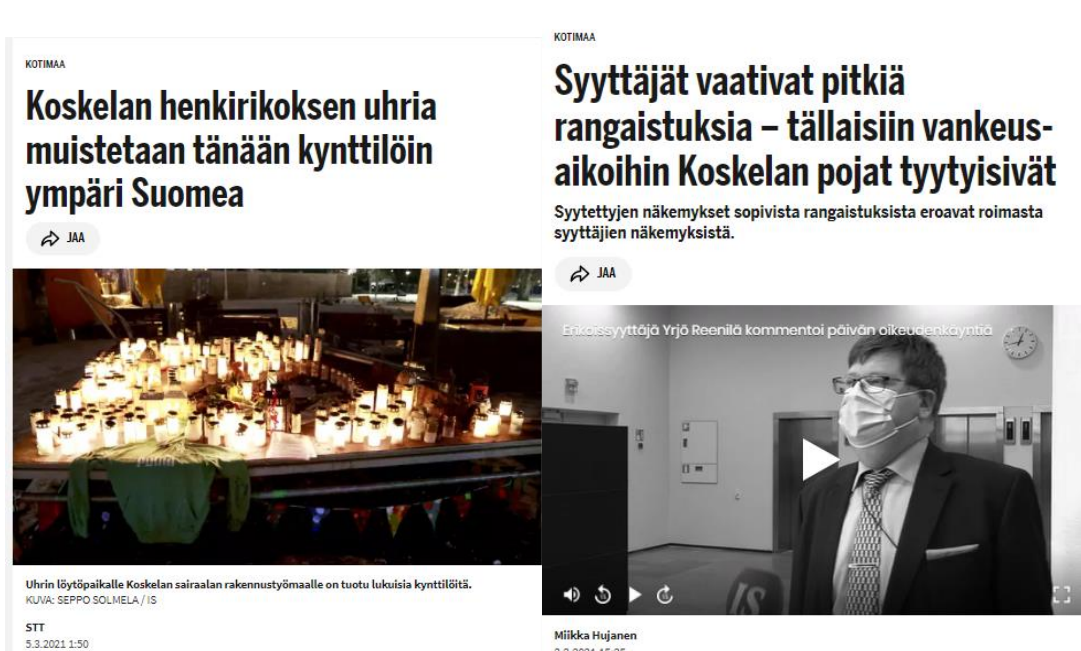 KOTIMAA
Koskelan henkirikoksen uhria
muistetaan tänään kynttilöin
ympäri Suomea
JAA
PUMA
Uhrin löytöpaikalle Koskelan sairaalan rakennustyömaalle on tuotu lukuisia kynttilöitä.
KUVA: SEPPO SOLMELA / IS
STT
5.3.2021 1:50
KOTIMAA
Syyttäjät vaativat pitkiä
rangaistuksia – tällaisiin vankeus-
aikoihin Koskelan pojat tyytyisivät
Syytettyjen näkemykset sopivista rangaistuksista eroavat roimasta
syyttäjien näkemyksistä.
JAA
Erikoissyyttäjä Yrjö Reenilä kommentoi päivän oikeudenkäyntiä
IS
Miikka Hujanen